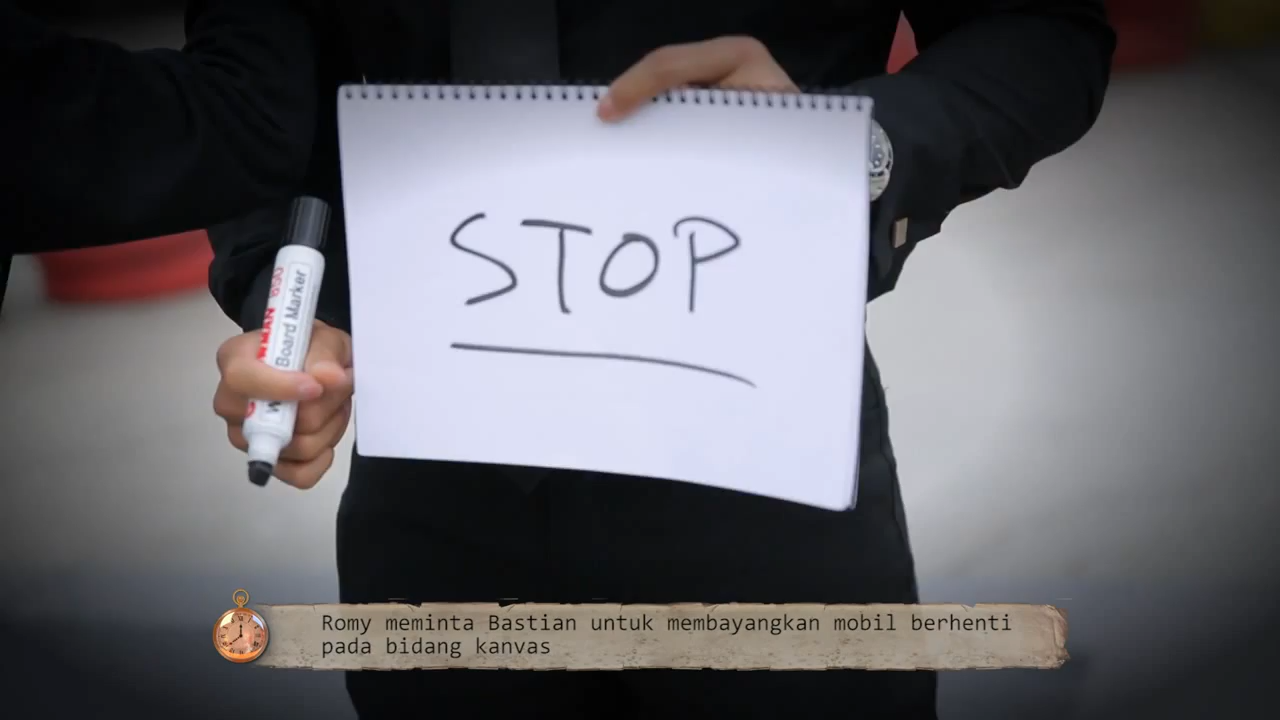 STOP
Board Marker
Romy meminta Bastian untuk membayangkan mobil berhenti
pada bidang kanvas